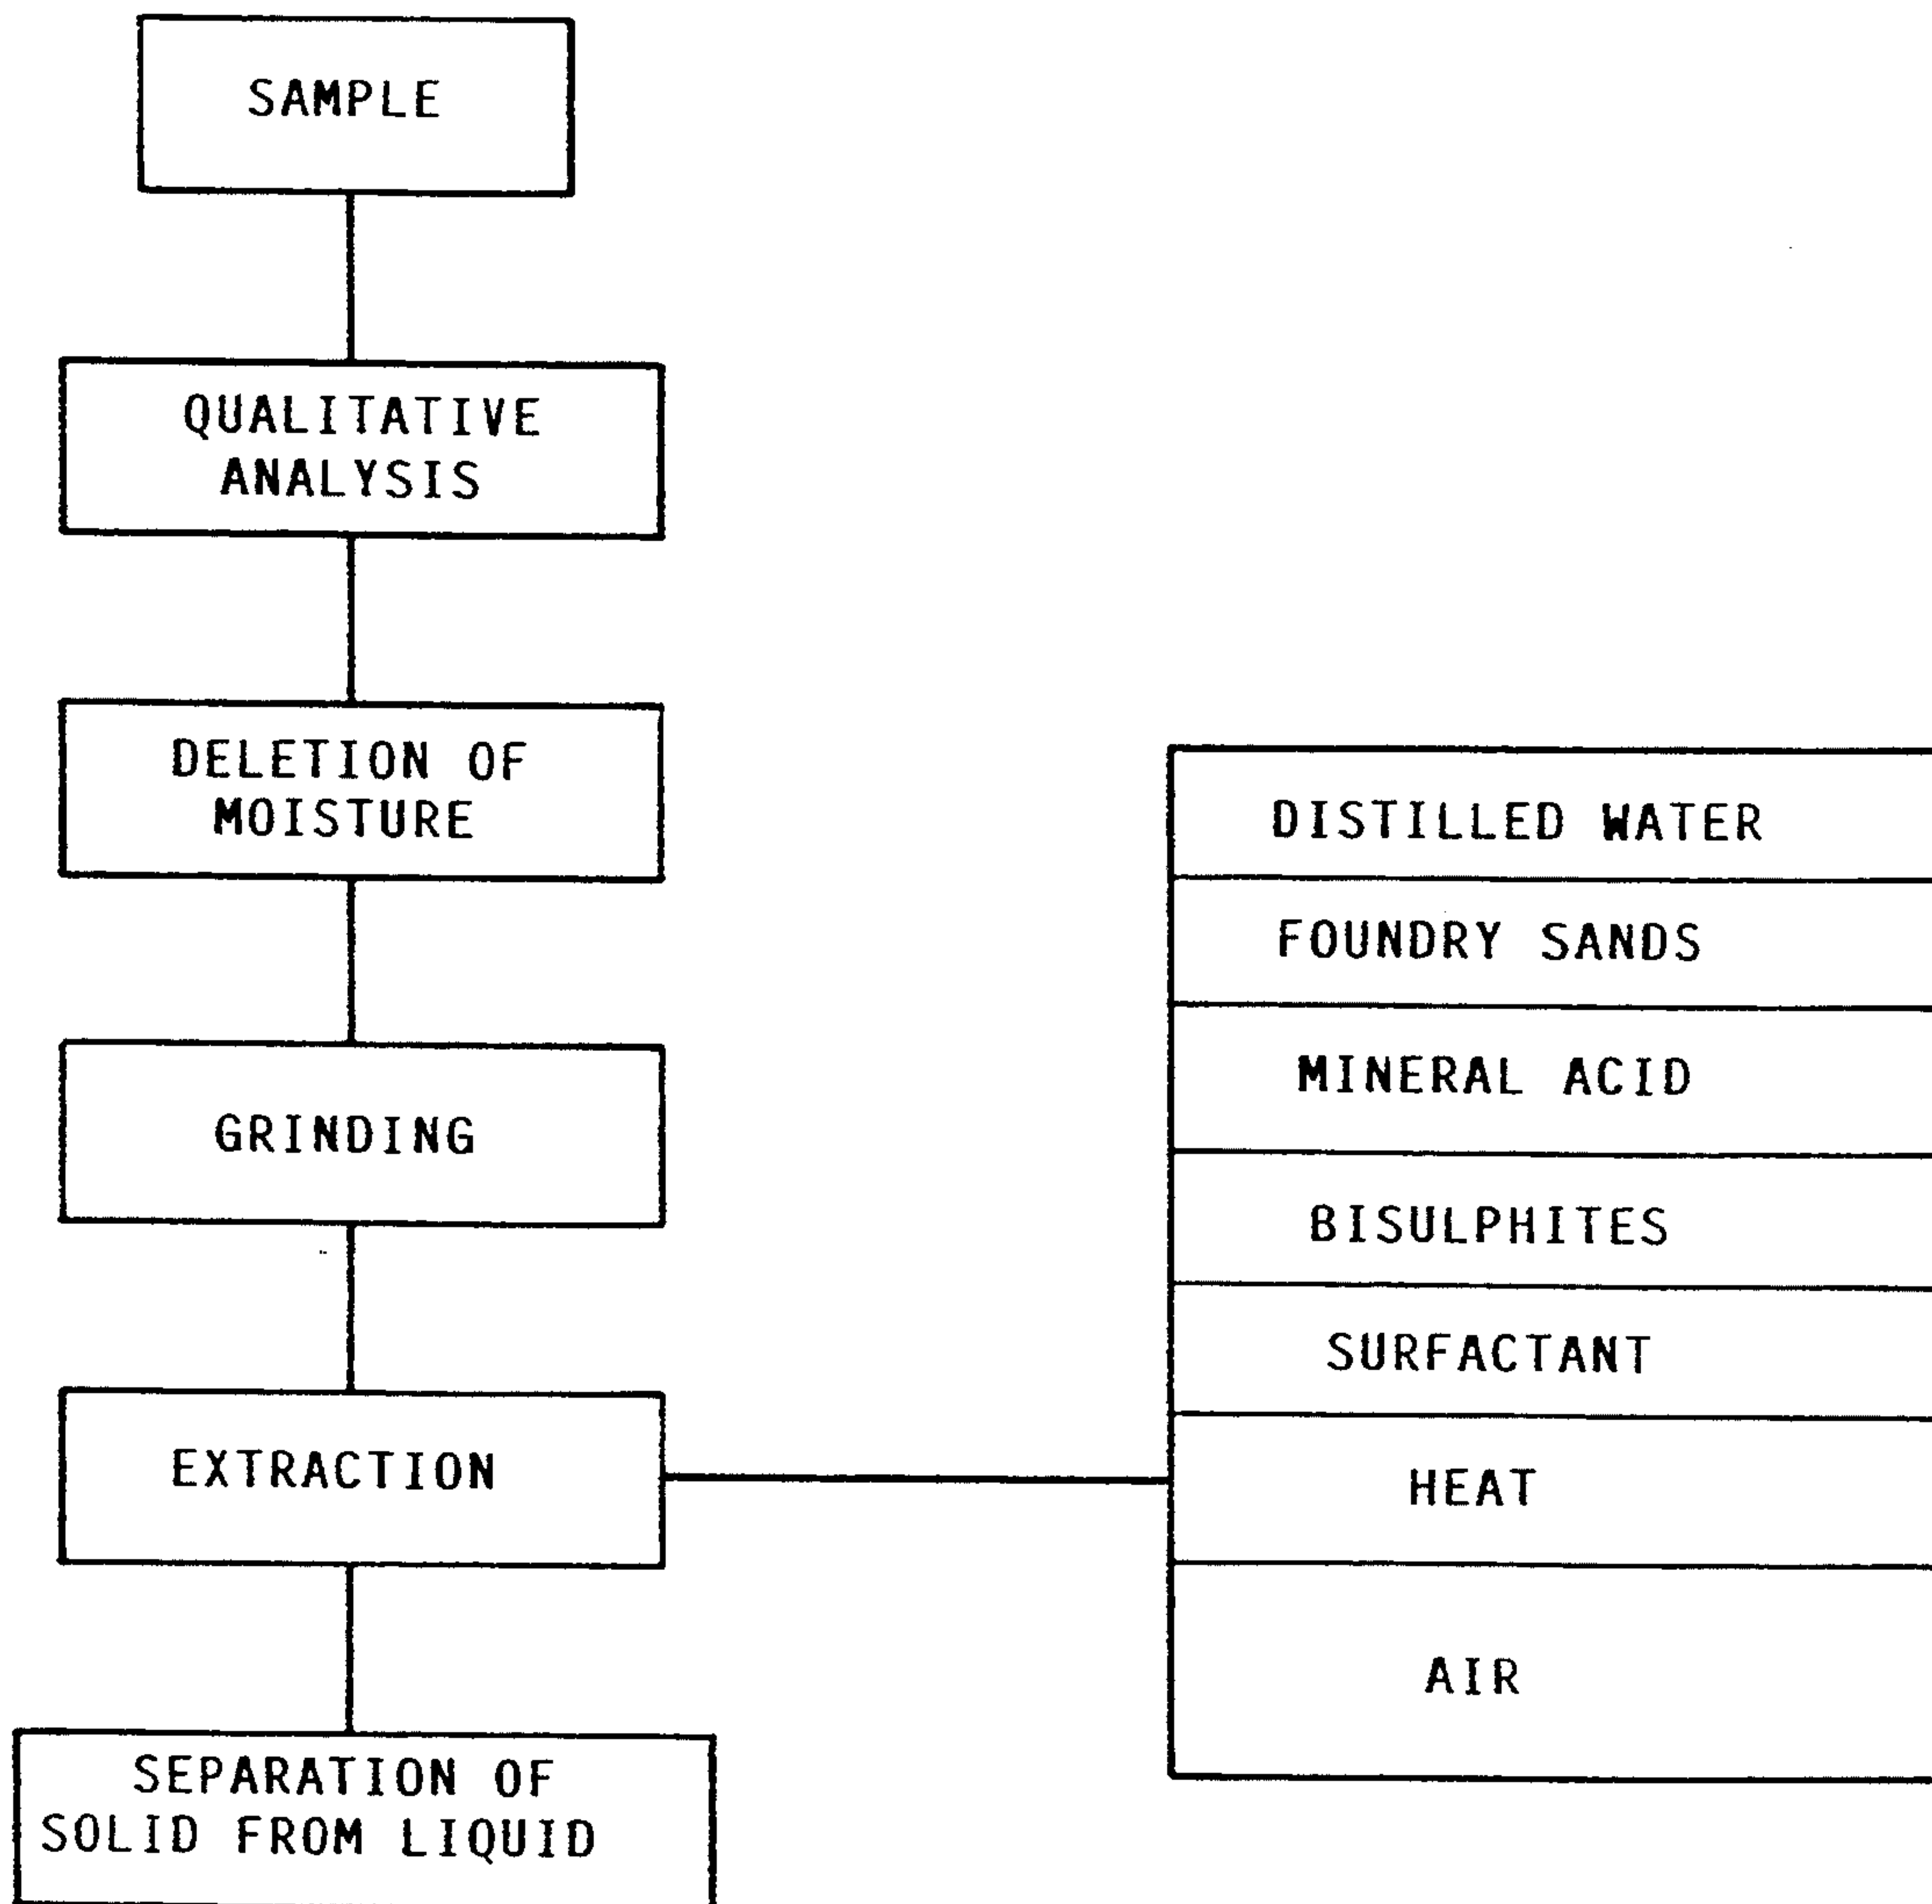 SAMPLE
QUALITATIVE
ANALYSIS
DELETION OF
MOISTURE
GRINDING
EXTRACTION
SEPARATION OF
SOLID FROM LIQUID
DISTILLED WATER
FOUNDRY SANDS
MINERAL ACID
BISULPHITES
SURFACTANT
HEAT
AIR